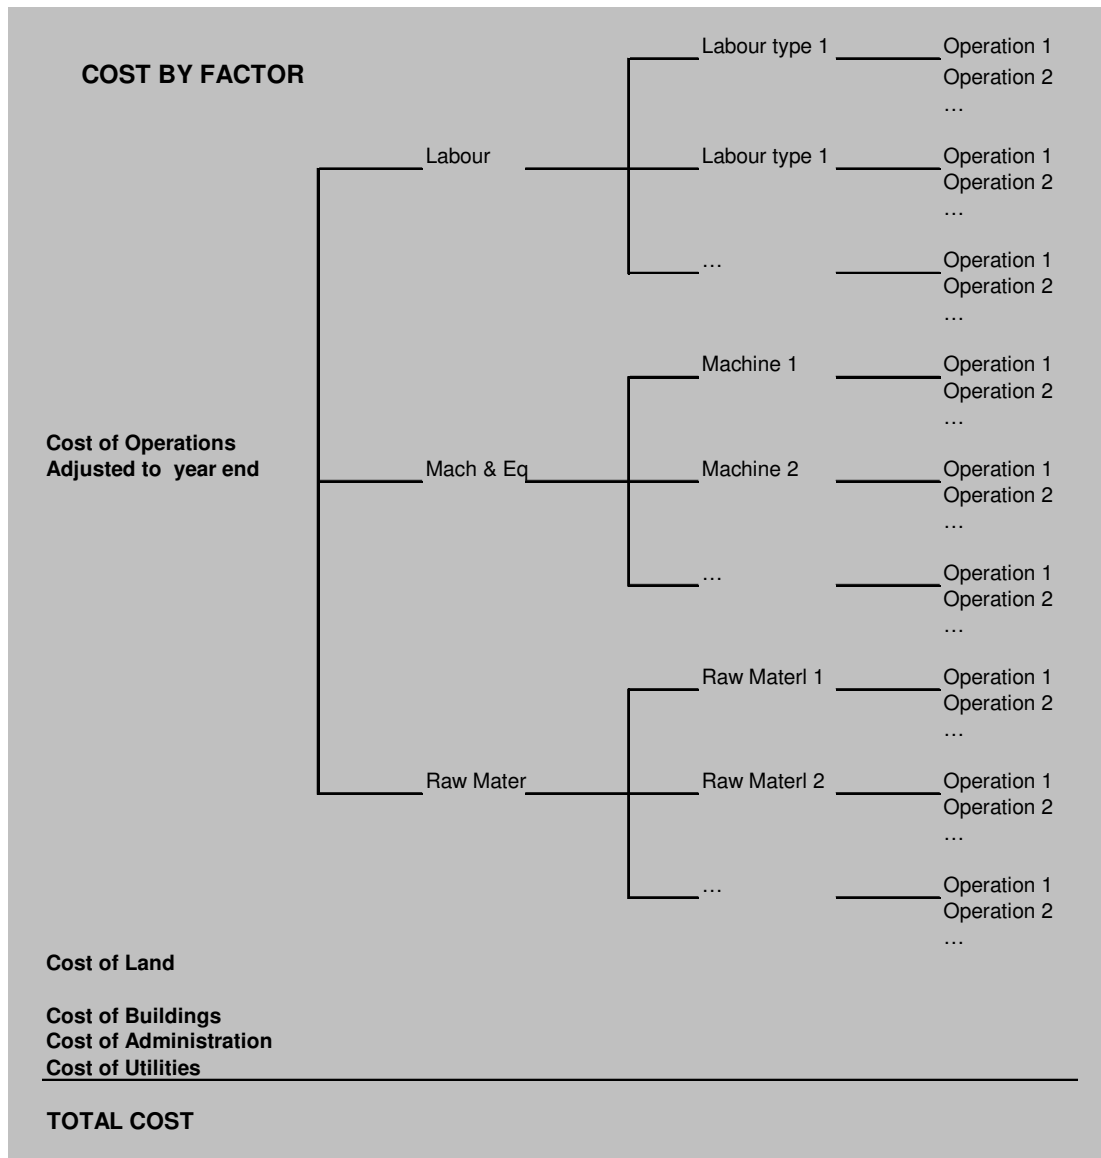 COST BY FACTOR
Labour type 1 Operation 1
Operation 2
…
Labour Labour type 1 Operation 1
Operation 2
…
… Operation 1
Operation 2
…
Machine 1 Operation 1
Operation 2
…
Cost of Operations
Adjusted to year end Mach & Eq Machine 2 Operation 1
Operation 2
…
… Operation 1
Operation 2
…
Raw Materl 1 Operation 1
Operation 2
…
Raw Mater Raw Materl 2 Operation 1
Operation 2
…
… Operation 1
Operation 2
…
Cost of Land
Cost of Buildings
Cost of Administration
Cost of Utilities
TOTAL COST